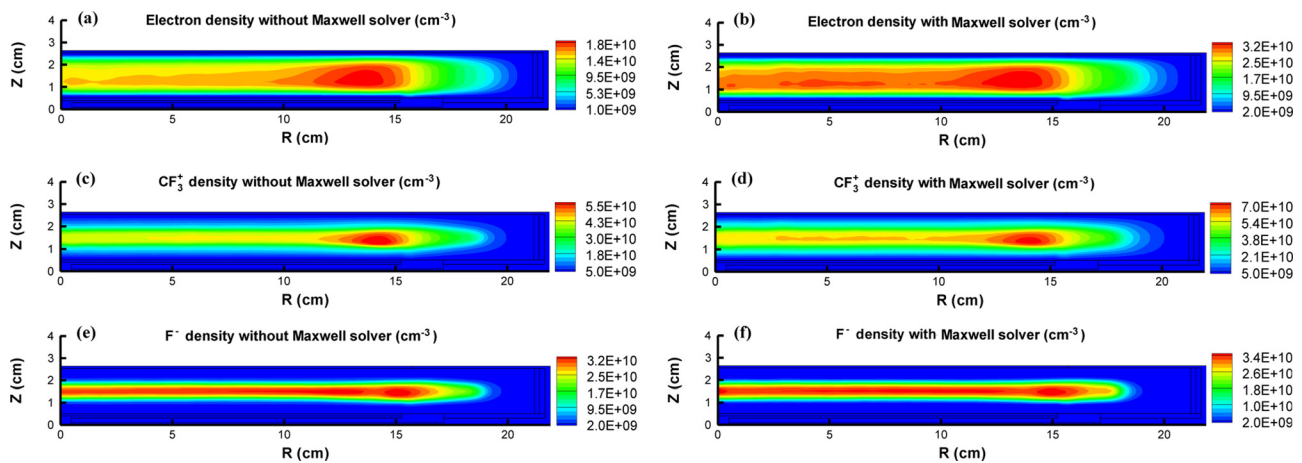 (a) Electron density without Maxwell solver (cm⁻³)
4
3
2
1
0
Z (cm)
0 5 10 15 20
R (cm)
1.8E+10
1.4E+10
9.5E+09
5.3E+09
1.0E+09
(b) Electron density with Maxwell solver (cm⁻³)
4
3
2
1
0
Z (cm)
0 5 10 15 20
R (cm)
3.2E+10
2.5E+10
1.7E+10
9.5E+09
2.0E+09
(c) CF₃⁺ density without Maxwell solver (cm⁻³)
4
3
2
1
0
Z (cm)
0 5 10 15 20
R (cm)
5.5E+10
4.3E+10
3.0E+10
1.8E+10
5.0E+09
(d) CF₃⁺ density with Maxwell solver (cm⁻³)
4
3
2
1
0
Z (cm)
0 5 10 15 20
R (cm)
7.0E+10
5.4E+10
3.8E+10
2.1E+10
5.0E+09
(e) F⁻ density without Maxwell solver (cm⁻³)
4
3
2
1
0
Z (cm)
0 5 10 15 20
R (cm)
3.2E+10
2.5E+10
1.7E+10
9.5E+09
2.0E+09
(f) F⁻ density with Maxwell solver (cm⁻³)
4
3
2
1
0
Z (cm)
0 5 10 15 20
R (cm)
3.4E+10
2.6E+10
1.8E+10
1.0E+10
2.0E+09